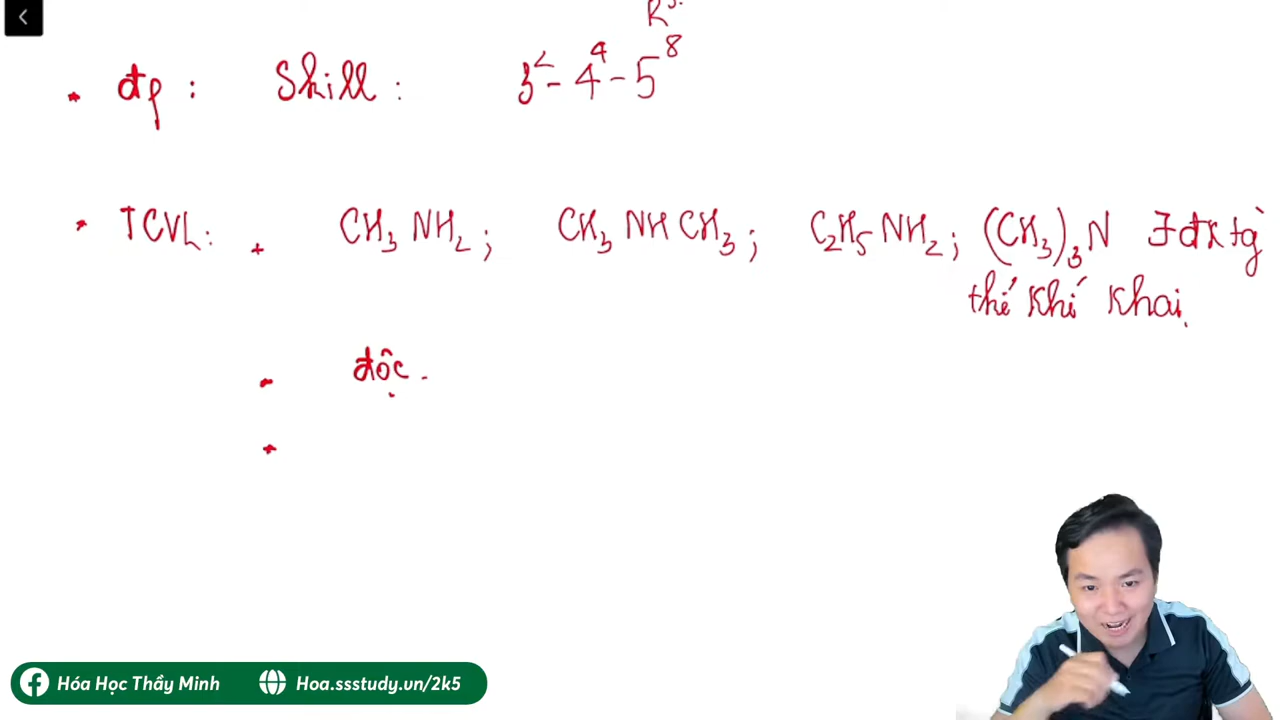 R3.
• đp : Skill : 3² - 4⁴ - 5⁸
• TCVL: + CH₃NH₂ ; CH₃NHCH₃ ; C₂H₅NH₂ ; (CH₃)₃N Ở đk tg̀
thể khí Khai.
• độc.
Hóa Học Thầy Minh
Hoa.ssstudy.vn/2k5